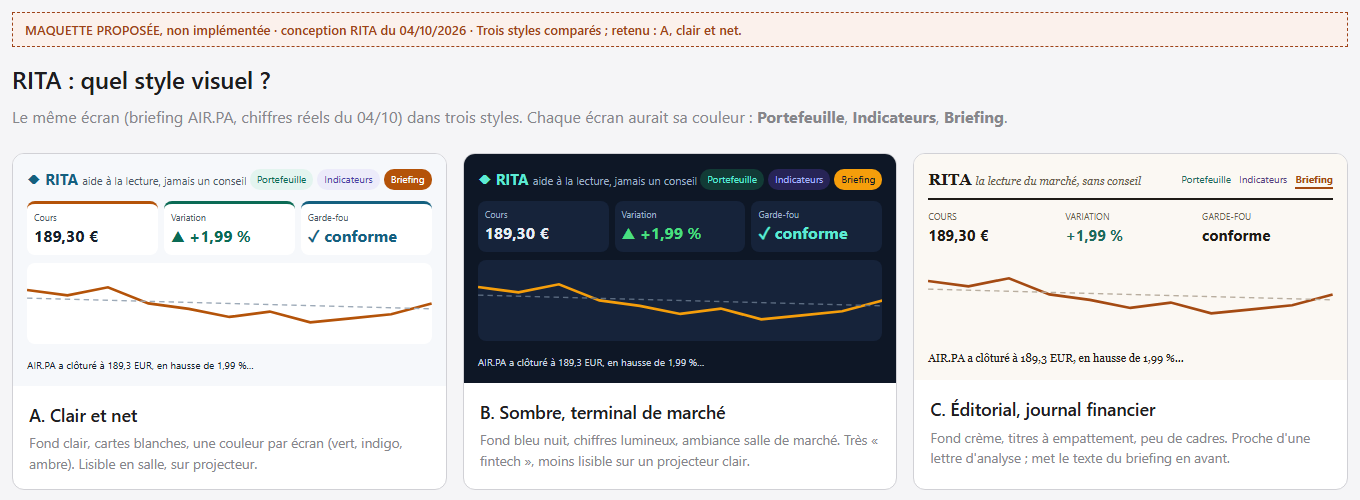 MAQUETTE PROPOSÉE, non implémentée · conception RITA du 04/10/2026 · Trois styles comparés ; retenu : A, clair et net.
RITA : quel style visuel ?
Le même écran (briefing AIR.PA, chiffres réels du 04/10) dans trois styles. Chaque écran aurait sa couleur : Portefeuille, Indicateurs, Briefing.
◆ RITA aide à la lecture, jamais un conseil Portefeuille Indicateurs Briefing
Cours Variation Garde-fou
189,30 € ▲ +1,99 % ✓ conforme
AIR.PA a clôturé à 189,3 EUR, en hausse de 1,99 %...
A. Clair et net
Fond clair, cartes blanches, une couleur par écran (vert, indigo,
ambre). Lisible en salle, sur projecteur.
◆ RITA aide à la lecture, jamais un conseil Portefeuille Indicateurs Briefing
Cours Variation Garde-fou
189,30 € ▲ +1,99 % ✓ conforme
AIR.PA a clôturé à 189,3 EUR, en hausse de 1,99 %...
B. Sombre, terminal de marché
Fond bleu nuit, chiffres lumineux, ambiance salle de marché. Très «
fintech », moins lisible sur un projecteur clair.
RITA la lecture du marché, sans conseil Portefeuille Indicateurs Briefing
COURS VARIATION GARDE-FOU
189,30 € +1,99 % conforme
AIR.PA a clôturé à 189,3 EUR, en hausse de 1,99 %...
C. Éditorial, journal financier
Fond crème, titres à empattement, peu de cadres. Proche d'une
lettre d'analyse ; met le texte du briefing en avant.